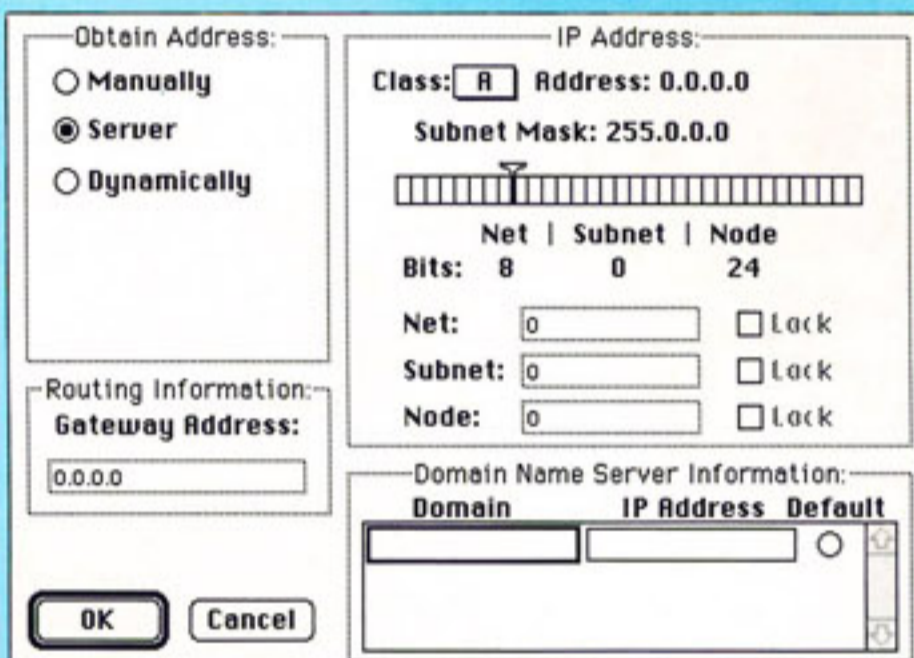 Obtain Address:
Manually
Server
Dynamically
Routing Information:
Gateway Address:
0.0.0.0
OK
Cancel
IP Address:
Class: A Address: 0.0.0.0
Subnet Mask: 255.0.0.0
Net | Subnet | Node
Bits: 8 0 24
Net: 0 Lock
Subnet: 0 Lock
Node: 0 Lock
Domain Name Server Information:
Domain IP Address Default